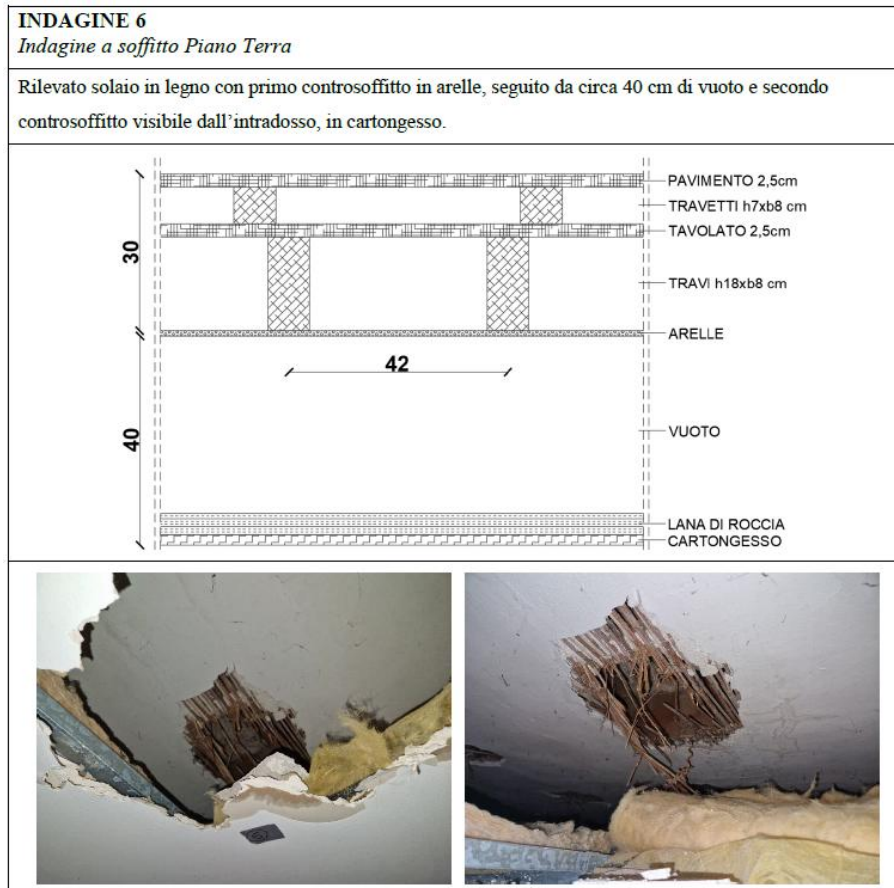 INDAGINE 6
Indagine a soffitto Piano Terra
Rilevato solaio in legno con primo controsoffitto in arelle, seguito da circa 40 cm di vuoto e secondo
controsoffitto visibile dall'intradosso, in cartongesso.
PAVIMENTO 2,5cm
TRAVETTI h7xb8 cm
TAVOLATO 2,5cm
30
TRAVI h18xb8 cm
ARELLE
42
40
VUOTO
LANA DI ROCCIA
CARTONGESSO